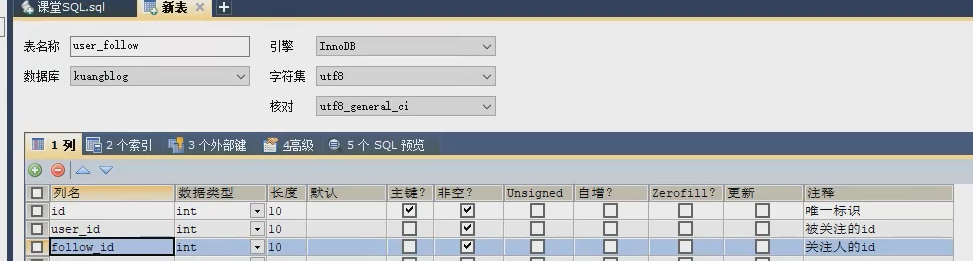 课堂SQL.sql 新表
表名称 user_follow 引擎 InnoDB
数据库 kuangblog 字符集 utf8
核对 utf8_general_ci
1 列 2 个索引 3 个外部键 4高级 5 个 SQL 预览
列名 数据类型 长度 默认 主键? 非空? Unsigned 自增? Zerofill? 更新 注释
id int 10 唯一标识
user_id int 10 被关注的id
follow_id int 10 关注人的id